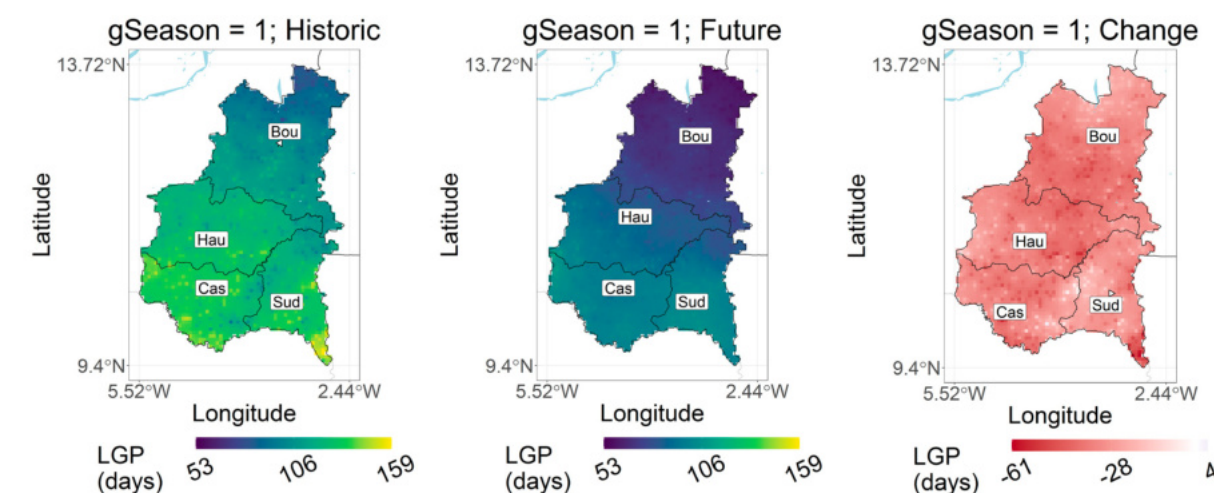 gSeason = 1; Historic
13.72°N
Bou
Hau
Cas
Sud
9.4°N
5.52°W
2.44°W
Latitude
Longitude
LGP
(days)
53
106
159
gSeason = 1; Future
13.72°N
Bou
Hau
Cas
Sud
9.4°N
5.52°W
2.44°W
Latitude
Longitude
LGP
(days)
53
106
159
gSeason = 1; Change
13.72°N
Bou
Hau
Sud
Cas
9.4°N
5.52°W
2.44°W
Latitude
Longitude
LGP
(days)
-61
-28
4